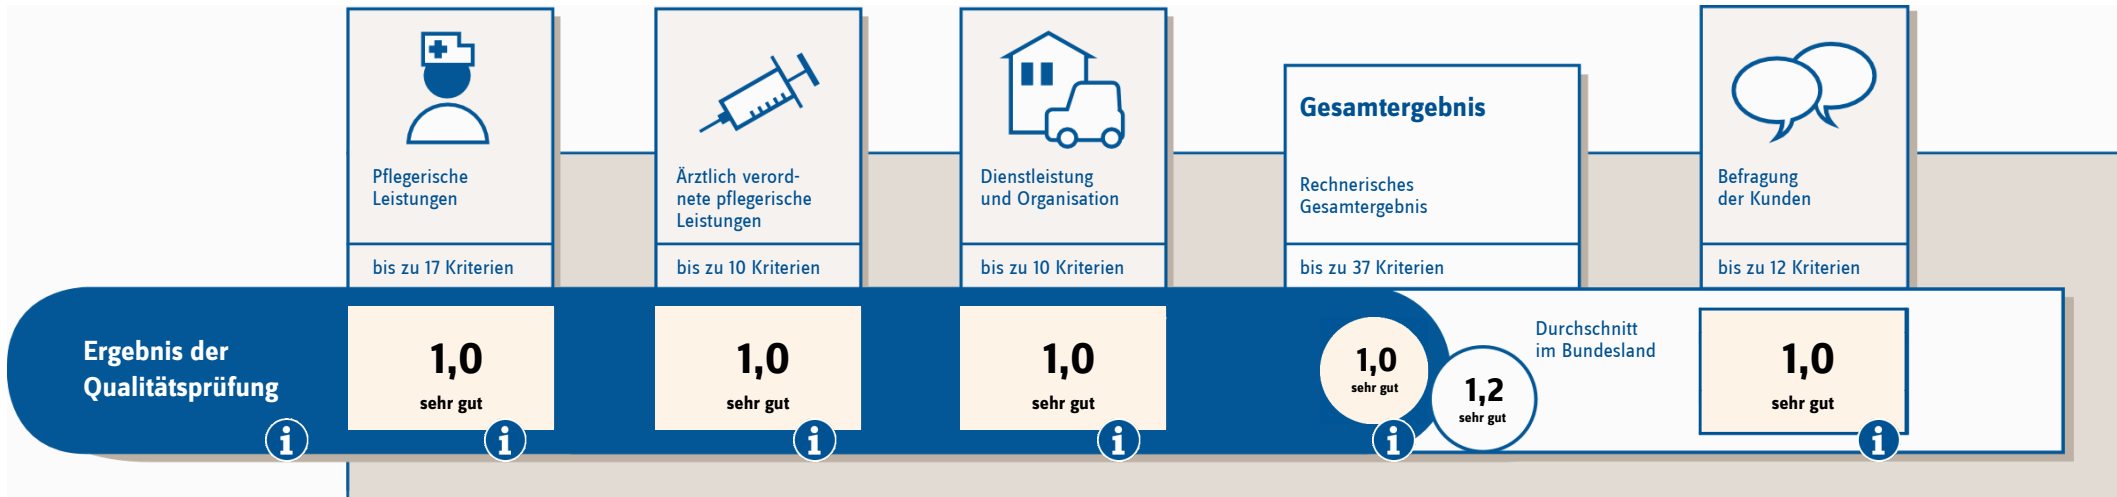 Pflegerische
Leistungen
bis zu 17 Kriterien
Ärztlich verord-
nete pflegerische
Leistungen
bis zu 10 Kriterien
Dienstleistung
und Organisation
bis zu 10 Kriterien
Gesamtergebnis
Rechnerisches
Gesamtergebnis
bis zu 37 Kriterien
Befragung
der Kunden
bis zu 12 Kriterien
Ergebnis der
Qualitätsprüfung
i
1,0
sehr gut
i
1,0
sehr gut
i
1,0
sehr gut
i
1,0
sehr gut
i
1,2
sehr gut
Durchschnitt
im Bundesland
1,0
sehr gut
i